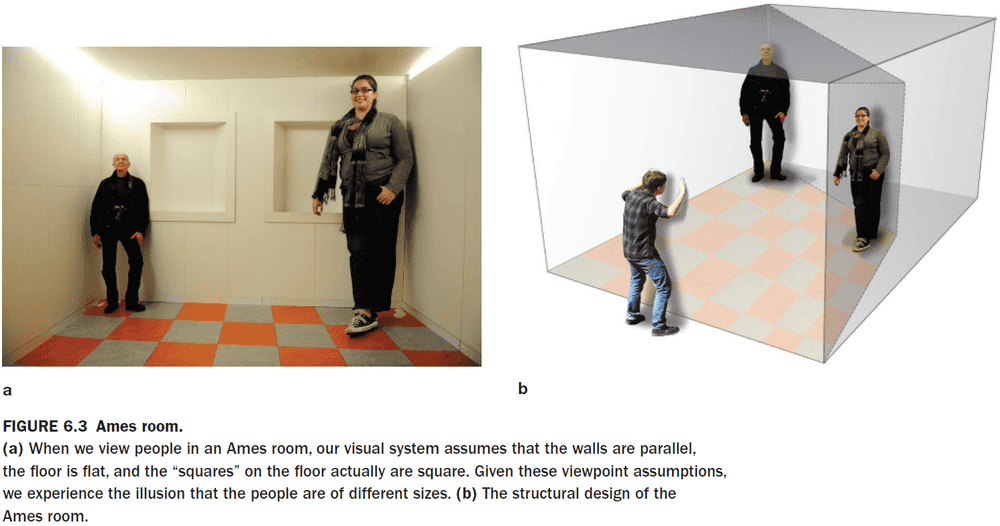 a
b
FIGURE 6.3 Ames room.
(a) When we view people in an Ames room, our visual system assumes that the walls are parallel,
the floor is flat, and the “squares” on the floor actually are square. Given these viewpoint assumptions,
we experience the illusion that the people are of different sizes. (b) The structural design of the
Ames room.